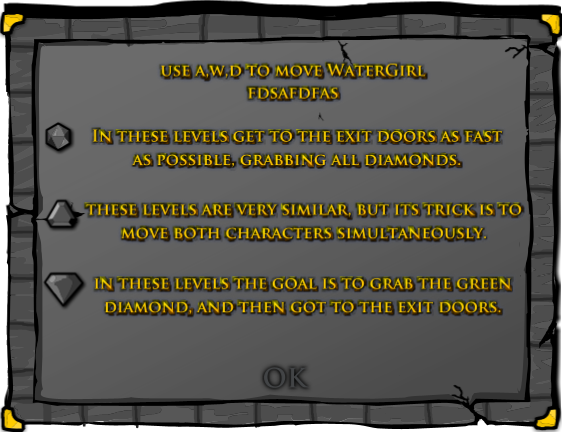 USE A,W,D TO MOVE WATERGIRL
FDSAFDFAS
IN THESE LEVELS GET TO THE EXIT DOORS AS FAST
AS POSSIBLE, GRABBING ALL DIAMONDS.
THESE LEVELS ARE VERY SIMILAR, BUT ITS TRICK IS TO
MOVE BOTH CHARACTERS SIMULTANEOUSLY.
IN THESE LEVELS THE GOAL IS TO GRAB THE GREEN
DIAMOND, AND THEN GOT TO THE EXIT DOORS.
OK